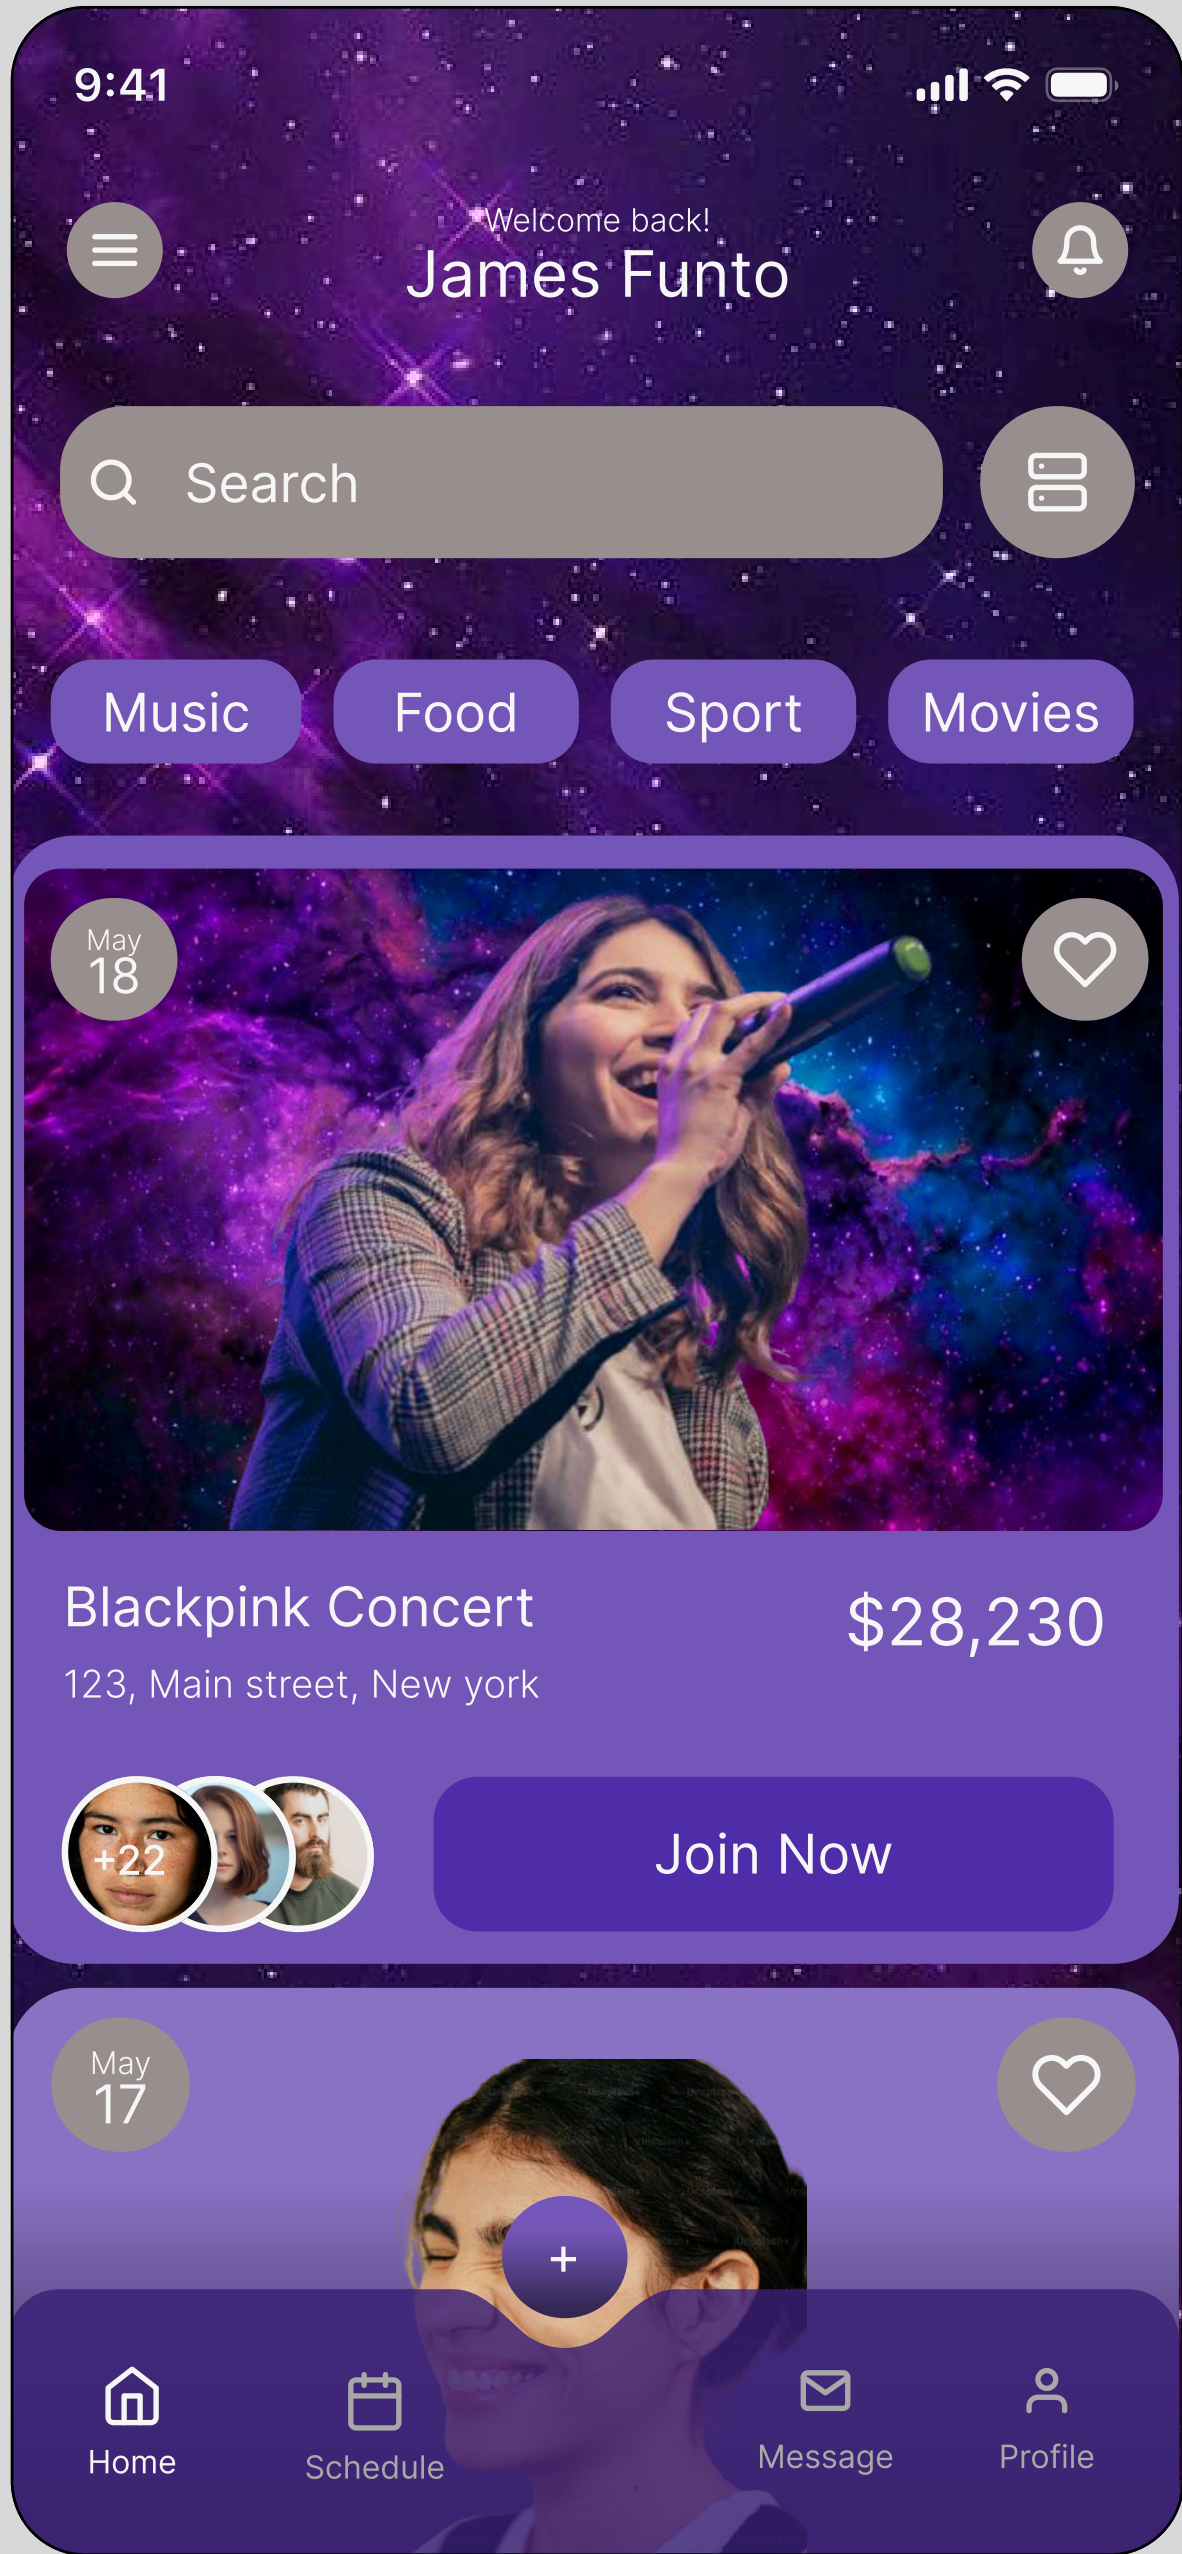 9:41
Welcome back!
James Funto
Search
Music
Food
Sport
Movies
May
18
Blackpink Concert
$28,230
123, Main street, New york
+22
Join Now
May
17
+
Home
Schedule
Message
Profile